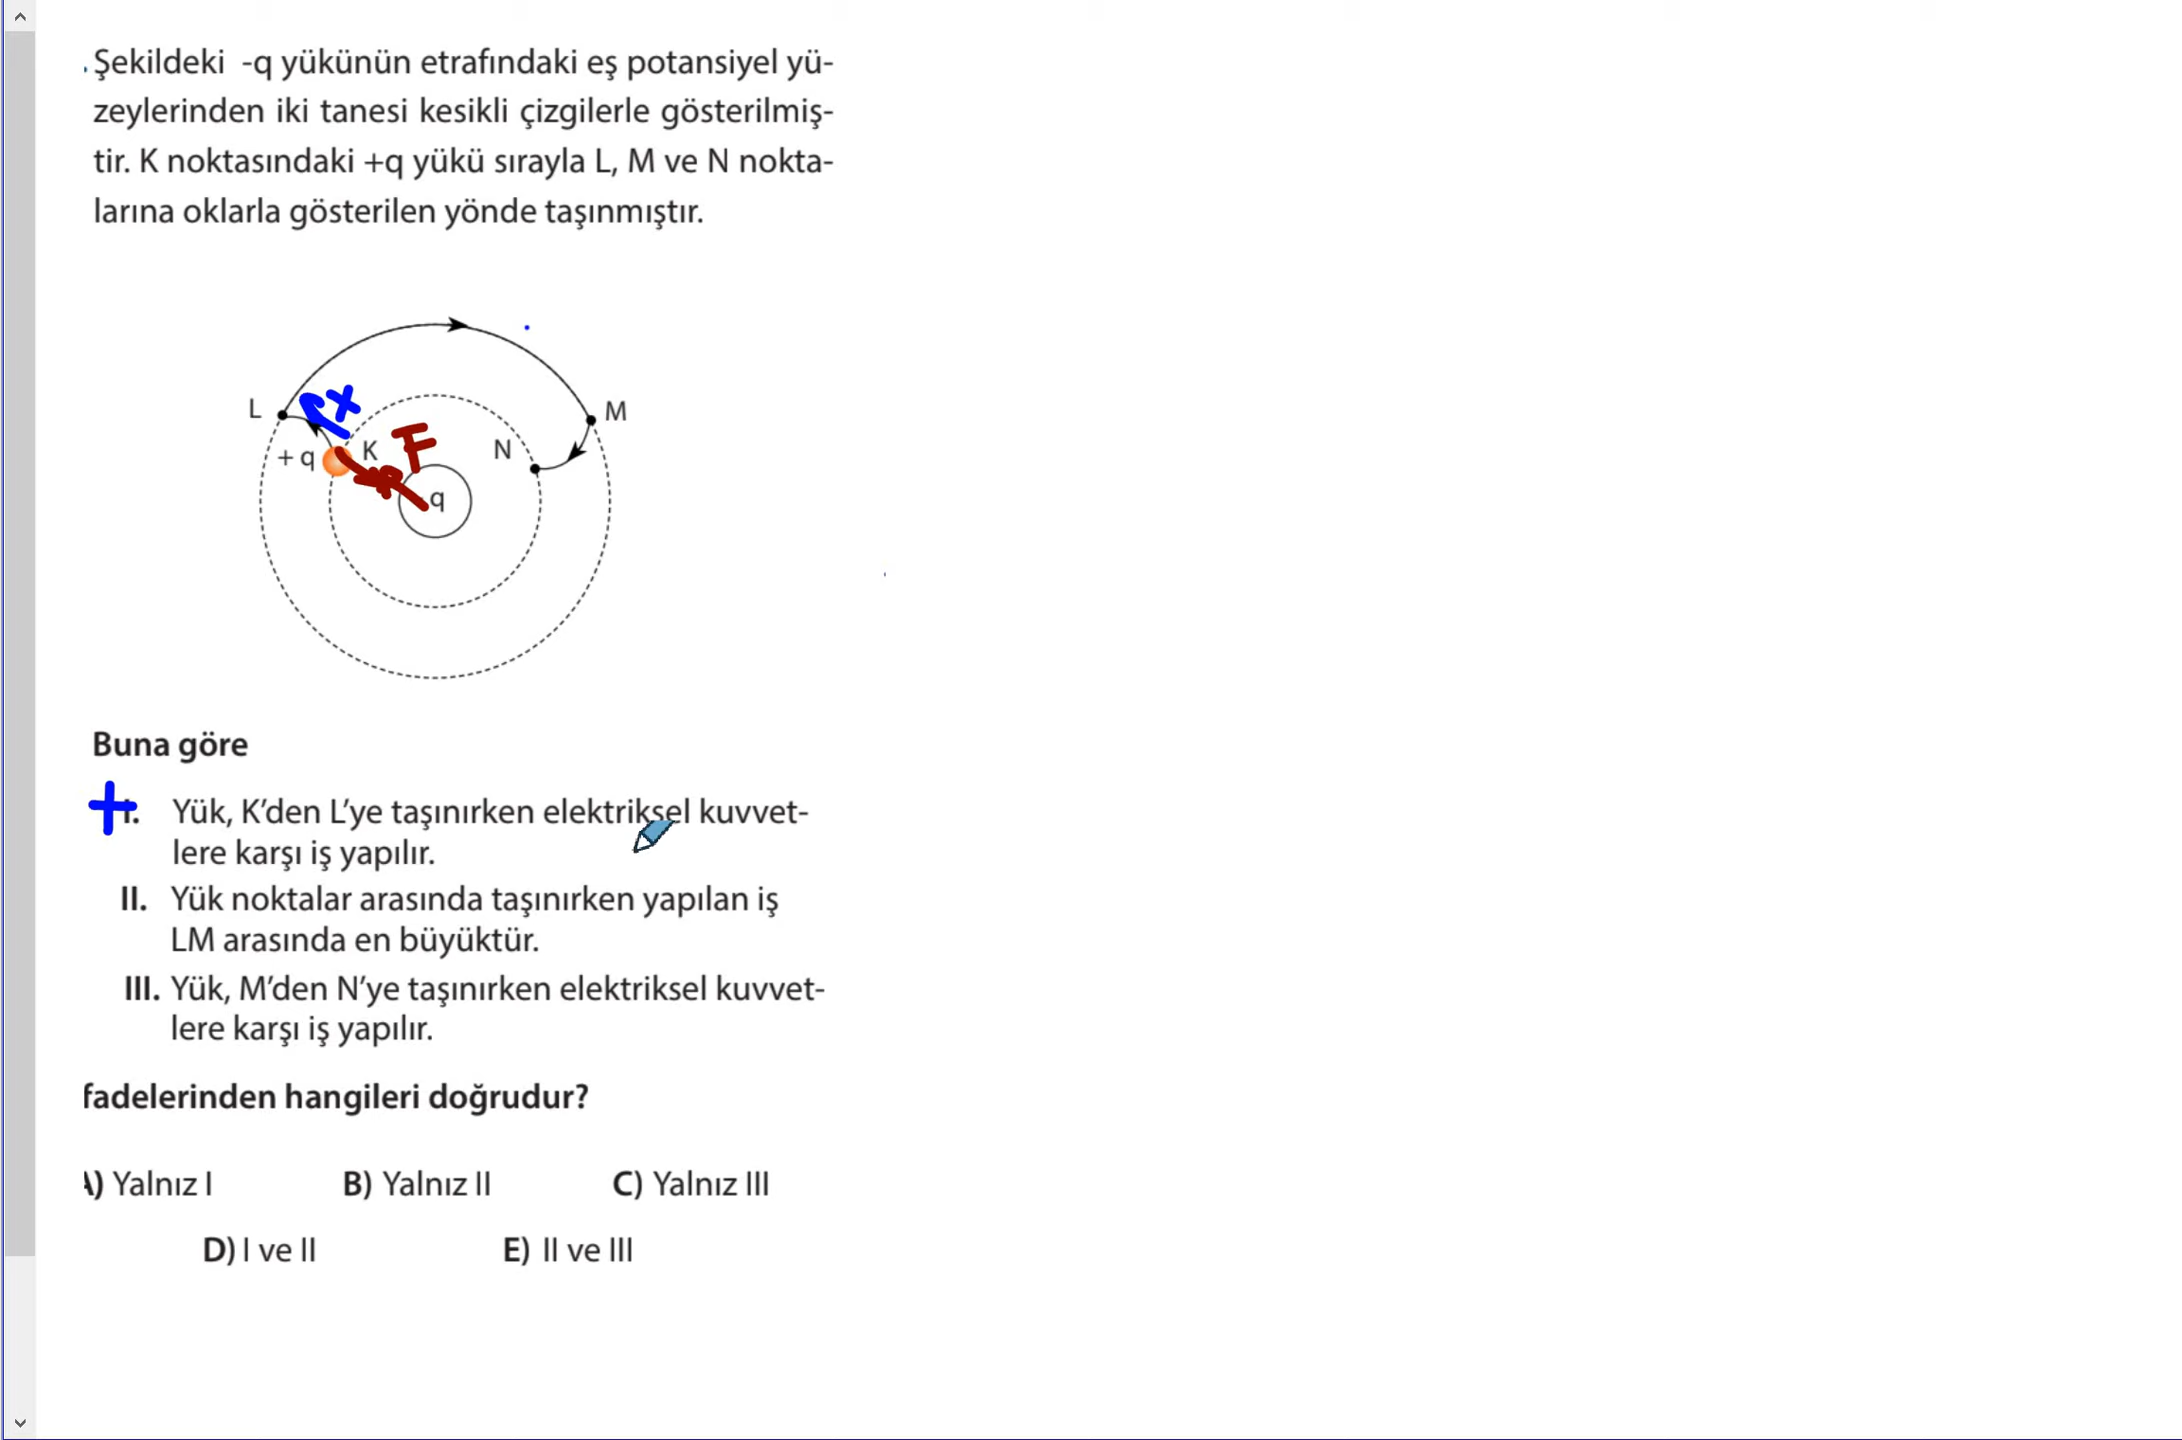 Şekildeki -q yükünün etrafındaki eş potansiyel yü-
zeylerinden iki tanesi kesikli çizgilerle gösterilmiş-
tir. K noktasındaki +q yükü sırayla L, M ve N nokta-
larına oklarla gösterilen yönde taşınmıştır.
x
L
M
F
K
N
+ q
q
Buna göre
+
I. Yük, K’den L’ye taşınırken elektriksel kuvvet-
lere karşı iş yapılır.
II. Yük noktalar arasında taşınırken yapılan iş
LM arasında en büyüktür.
III. Yük, M’den N’ye taşınırken elektriksel kuvvet-
lere karşı iş yapılır.
fadelerinden hangileri doğrudur?
A) Yalnız I B) Yalnız II C) Yalnız III
D) I ve II E) II ve III